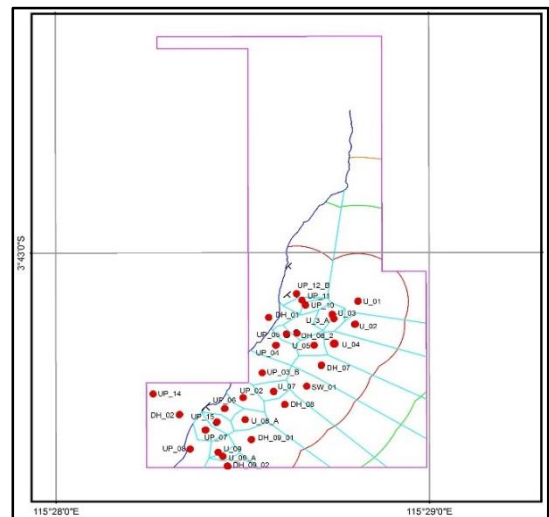 3°43'0"S
UP_12_B
UP_11
U_01
UP_10
DH_01
U_03
U_3_A
U_02
UP_06
DH_08_2
UP_04
U_05
U_04
DH_07
UP_03_B
SW_01
UP_14
UP_02
U_07
UP_06
DH_08
DH_02
UP_15
U_08_A
UP_07
DH_09_01
UP_08
U_09
U_09_A
DH_09_02
115°28'0"E
115°29'0"E